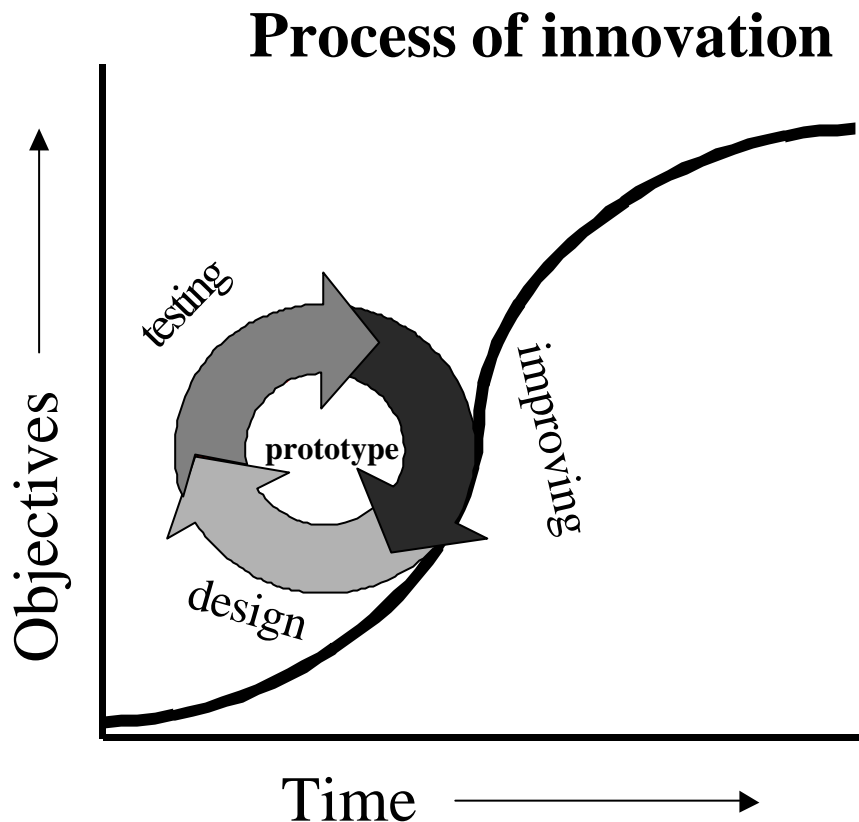 Process of innovation
testing
improving
prototype
design
Objectives
Time